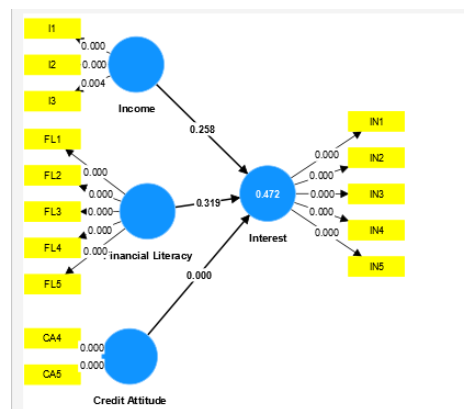 I1
0.000
I2
0.000
I3
0.004
Income
0.258
FL1
0.000
FL2
0.000
FL3
0.000
FL4
0.000
FL5
0.000
inancial Literacy
0.319
CA4
0.000
CA5
0.000
Credit Attitude
0.000
0.472
Interest
IN1
0.000
IN2
0.000
IN3
0.000
IN4
0.000
IN5
0.000